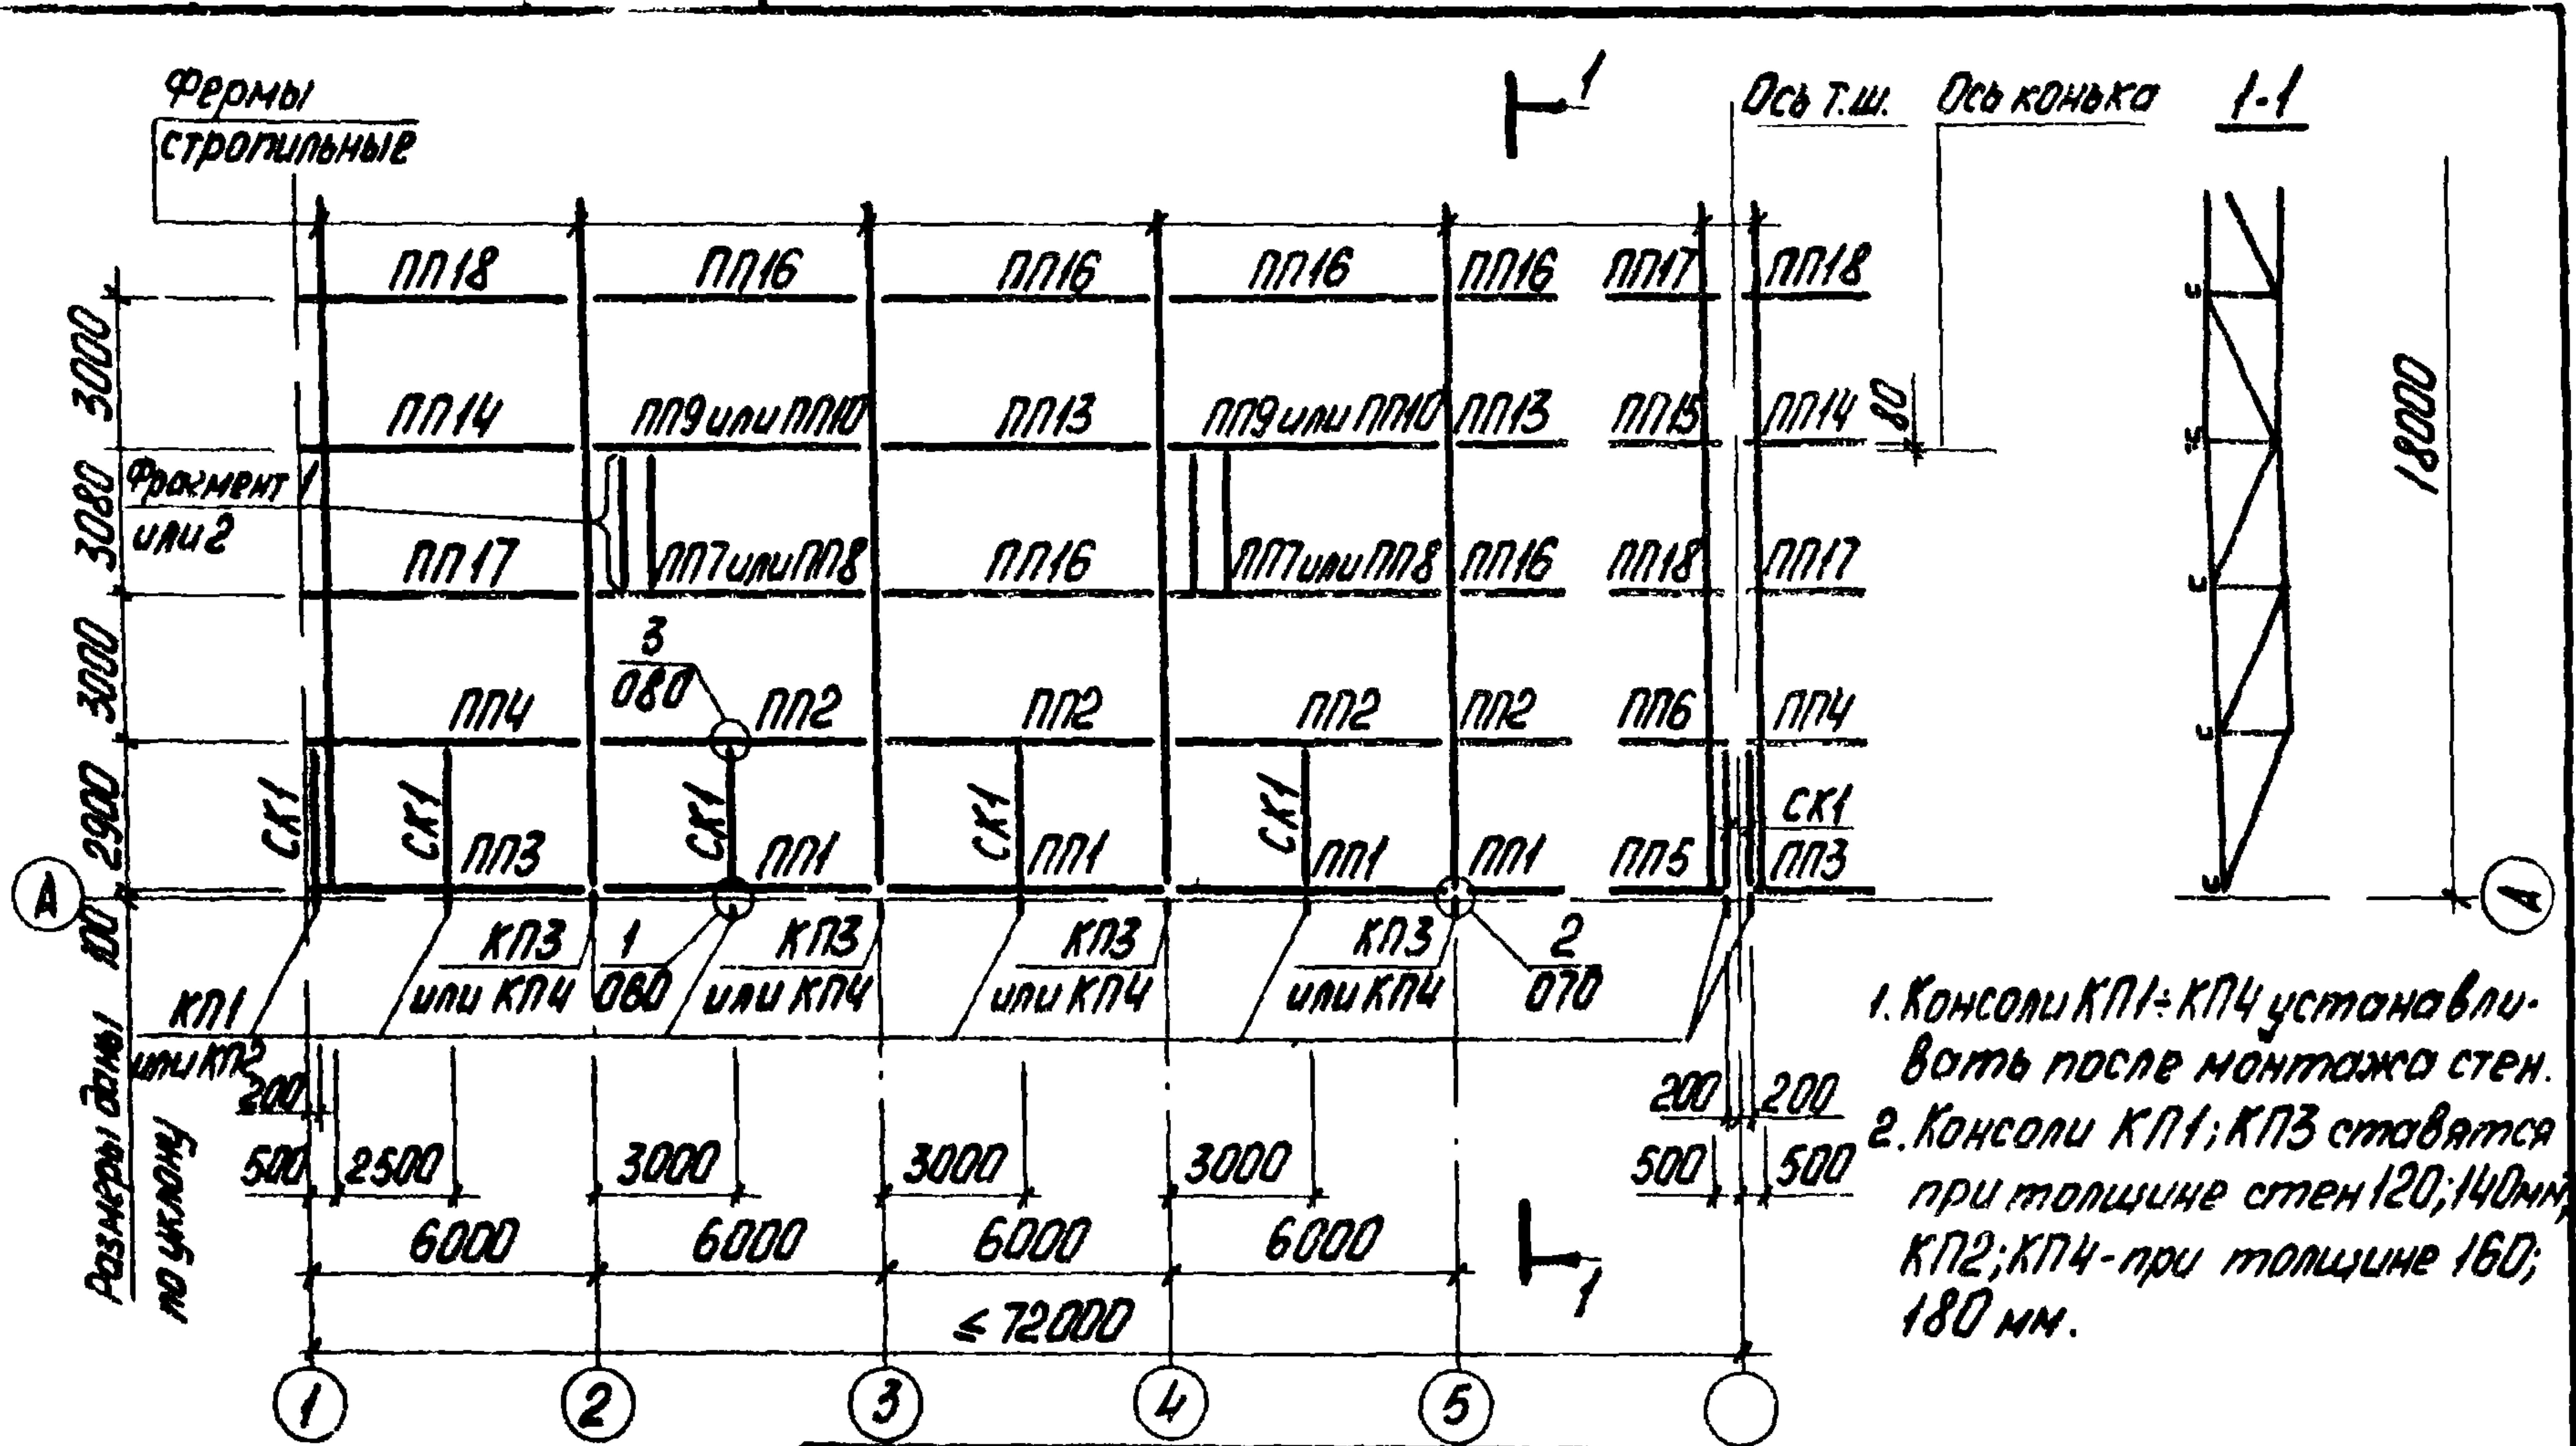 Фермы
стропильные
1
Ось т.ш.
Ось конька
1-1
ПП18
ПП16
ПП16
ПП16
ПП16
ПП17
ПП18
3000
ПП14
ПП9 или ПП10
ПП13
ПП9 или ПП10
ПП13
ПП15
ПП14
80
18000
3080
Фрагмент 1
или 2
ПП17
ПП7 или ПП8
ПП16
ПП7 или ПП8
ПП16
ПП18
ПП17
3000
3
080
ПП4
ПП2
ПП2
ПП2
ПП2
ПП6
ПП4
2900
СК1
СК1
СК1
СК1
СК1
СК1
ПП3
ПП1
ПП1
ПП1
ПП1
ПП5
ПП3
А
А
100
КП3
или КП4
1
060
КП3
или КП4
КП3
или КП4
КП3
или КП4
2
070
КП1
или КП2
Размеры даны
по уклону
200
200
200
500
2500
3000
3000
3000
500
500
6000
6000
6000
6000
1
≤ 72000
1
2
3
4
5
1. Консоли КП1÷КП4 устанавли-
вать после монтажа стен.
2. Консоли КП1; КП3 ставятся
при толщине стен 120; 140мм,
КП2; КП4-при толщине 160;
180 мм.